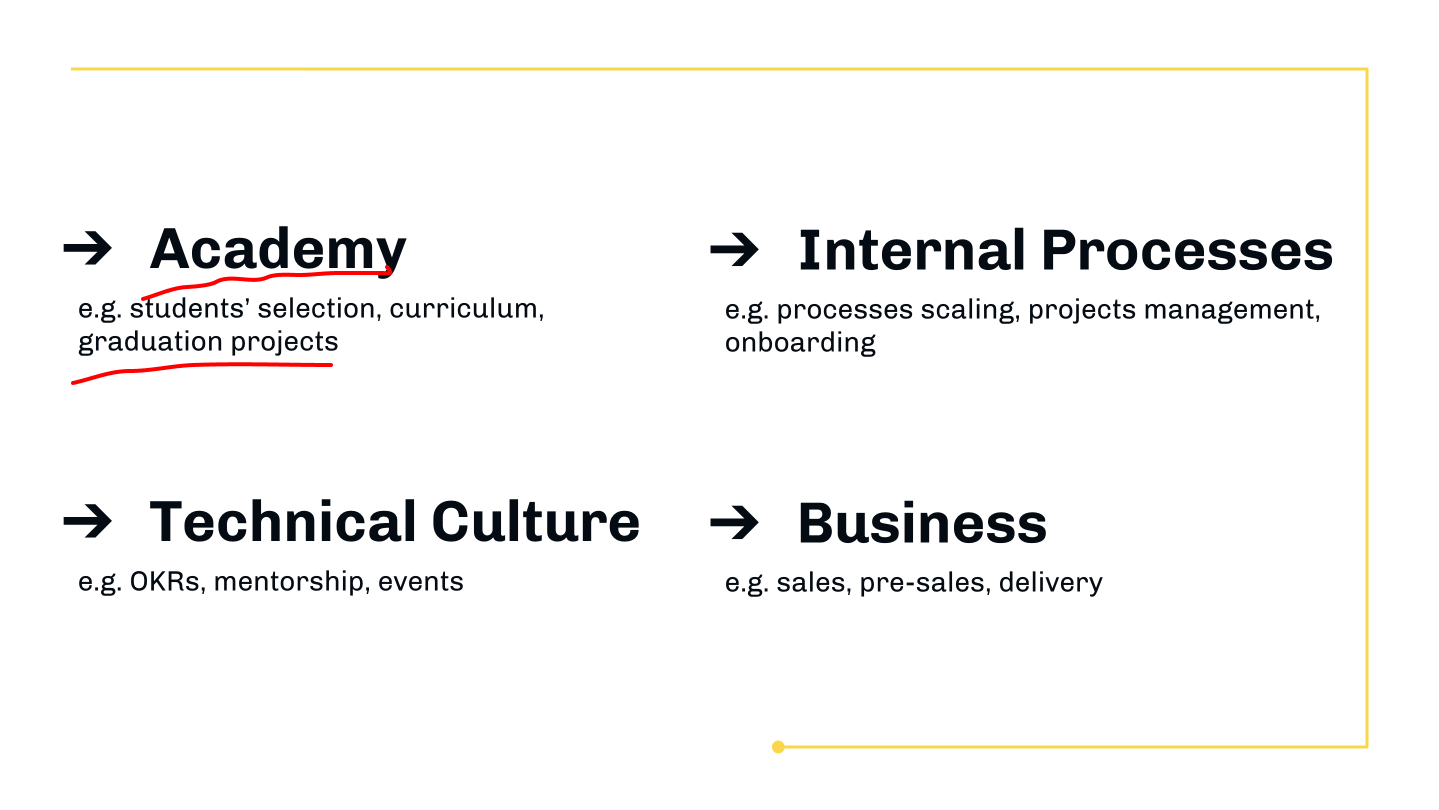 ➔ Academy
e.g. students’ selection, curriculum,
graduation projects
➔ Internal Processes
e.g. processes scaling, projects management,
onboarding
➔ Technical Culture
e.g. OKRs, mentorship, events
➔ Business
e.g. sales, pre-sales, delivery